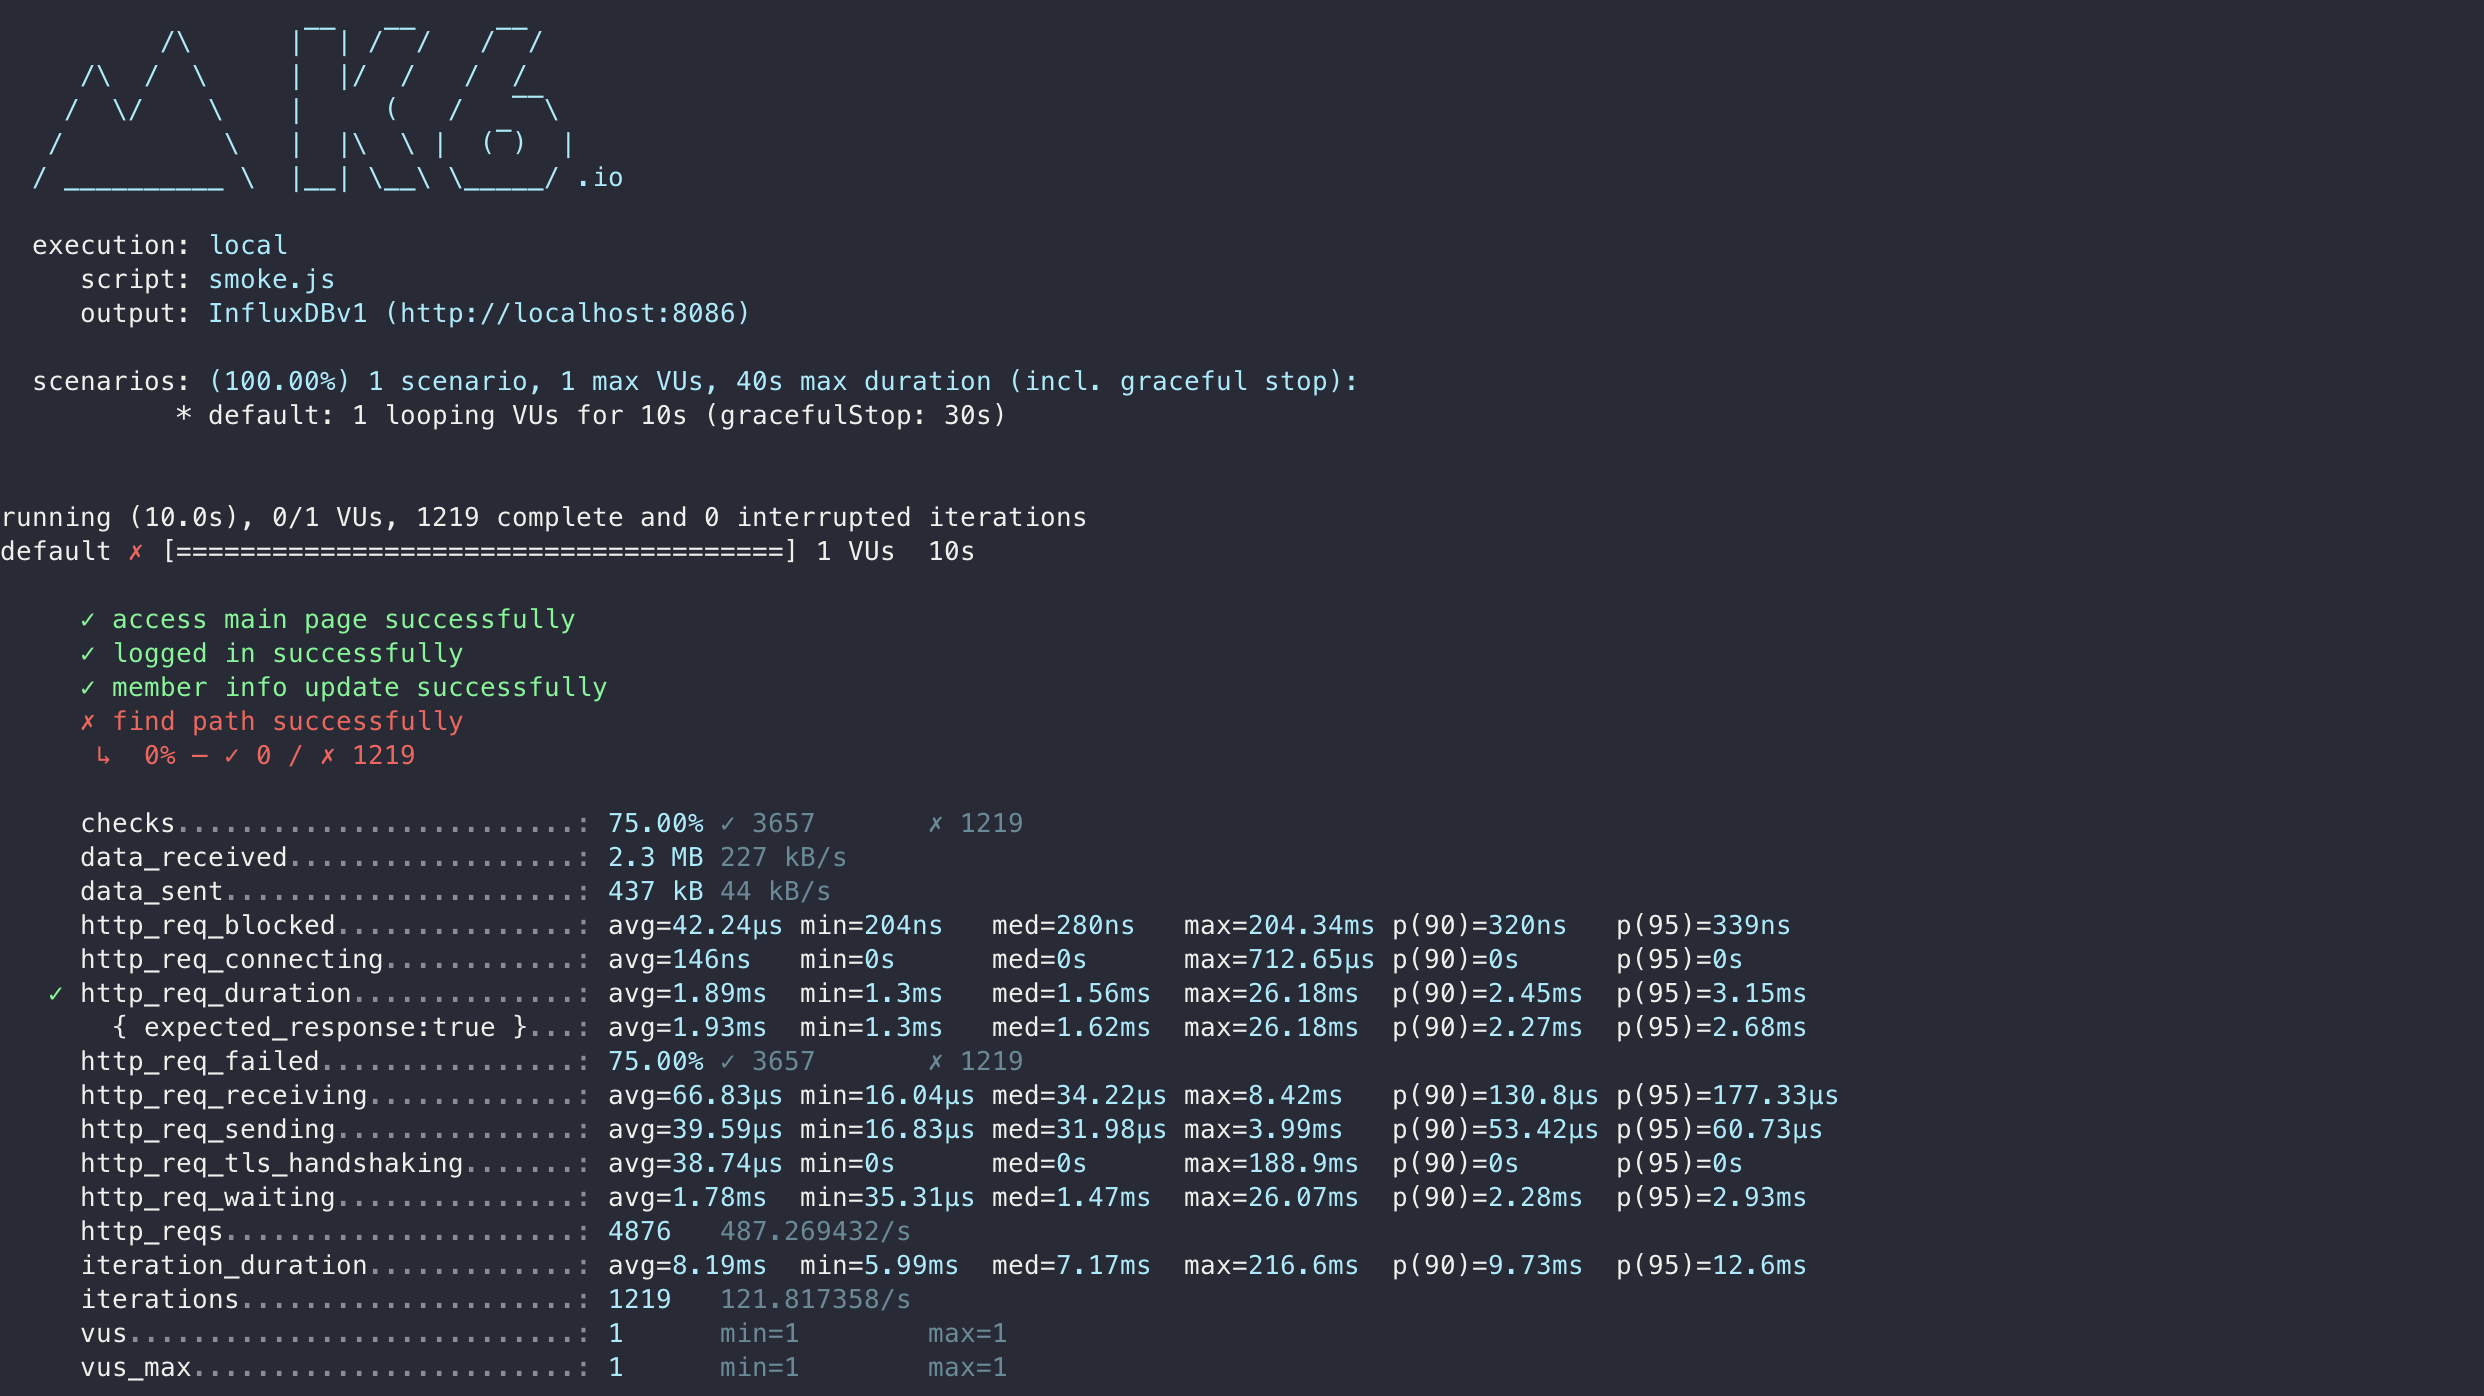 /\      |‾‾| /‾‾/   /‾‾/
     /\  /  \     |  |/  /   /  /
    /  \/    \    |     (   /   ‾‾\
   /          \   |  |\  \ |  (‾)  |
  / __________ \  |__| \__\ \_____/ .io

  execution: local
     script: smoke.js
     output: InfluxDBv1 (http://localhost:8086)

  scenarios: (100.00%) 1 scenario, 1 max VUs, 40s max duration (incl. graceful stop):
           * default: 1 looping VUs for 10s (gracefulStop: 30s)

running (10.0s), 0/1 VUs, 1219 complete and 0 interrupted iterations
default ✗ [======================================] 1 VUs  10s

     ✓ access main page successfully
     ✓ logged in successfully
     ✓ member info update successfully
     ✗ find path successfully
      ↳  0% — ✓ 0 / ✗ 1219

     checks.........................: 75.00% ✓ 3657       ✗ 1219
     data_received..................: 2.3 MB 227 kB/s
     data_sent......................: 437 kB 44 kB/s
     http_req_blocked...............: avg=42.24µs min=204ns   med=280ns   max=204.34ms p(90)=320ns   p(95)=339ns
     http_req_connecting............: avg=146ns   min=0s      med=0s      max=712.65µs p(90)=0s      p(95)=0s
   ✓ http_req_duration..............: avg=1.89ms  min=1.3ms   med=1.56ms  max=26.18ms  p(90)=2.45ms  p(95)=3.15ms
       { expected_response:true }...: avg=1.93ms  min=1.3ms   med=1.62ms  max=26.18ms  p(90)=2.27ms  p(95)=2.68ms
     http_req_failed................: 75.00% ✓ 3657       ✗ 1219
     http_req_receiving.............: avg=66.83µs min=16.04µs med=34.22µs max=8.42ms   p(90)=130.8µs p(95)=177.33µs
     http_req_sending...............: avg=39.59µs min=16.83µs med=31.98µs max=3.99ms   p(90)=53.42µs p(95)=60.73µs
     http_req_tls_handshaking.......: avg=38.74µs min=0s      med=0s      max=188.9ms  p(90)=0s      p(95)=0s
     http_req_waiting...............: avg=1.78ms  min=35.31µs med=1.47ms  max=26.07ms  p(90)=2.28ms  p(95)=2.93ms
     http_reqs......................: 4876   487.269432/s
     iteration_duration.............: avg=8.19ms  min=5.99ms  med=7.17ms  max=216.6ms  p(90)=9.73ms  p(95)=12.6ms
     iterations.....................: 1219   121.817358/s
     vus............................: 1      min=1        max=1
     vus_max........................: 1      min=1        max=1